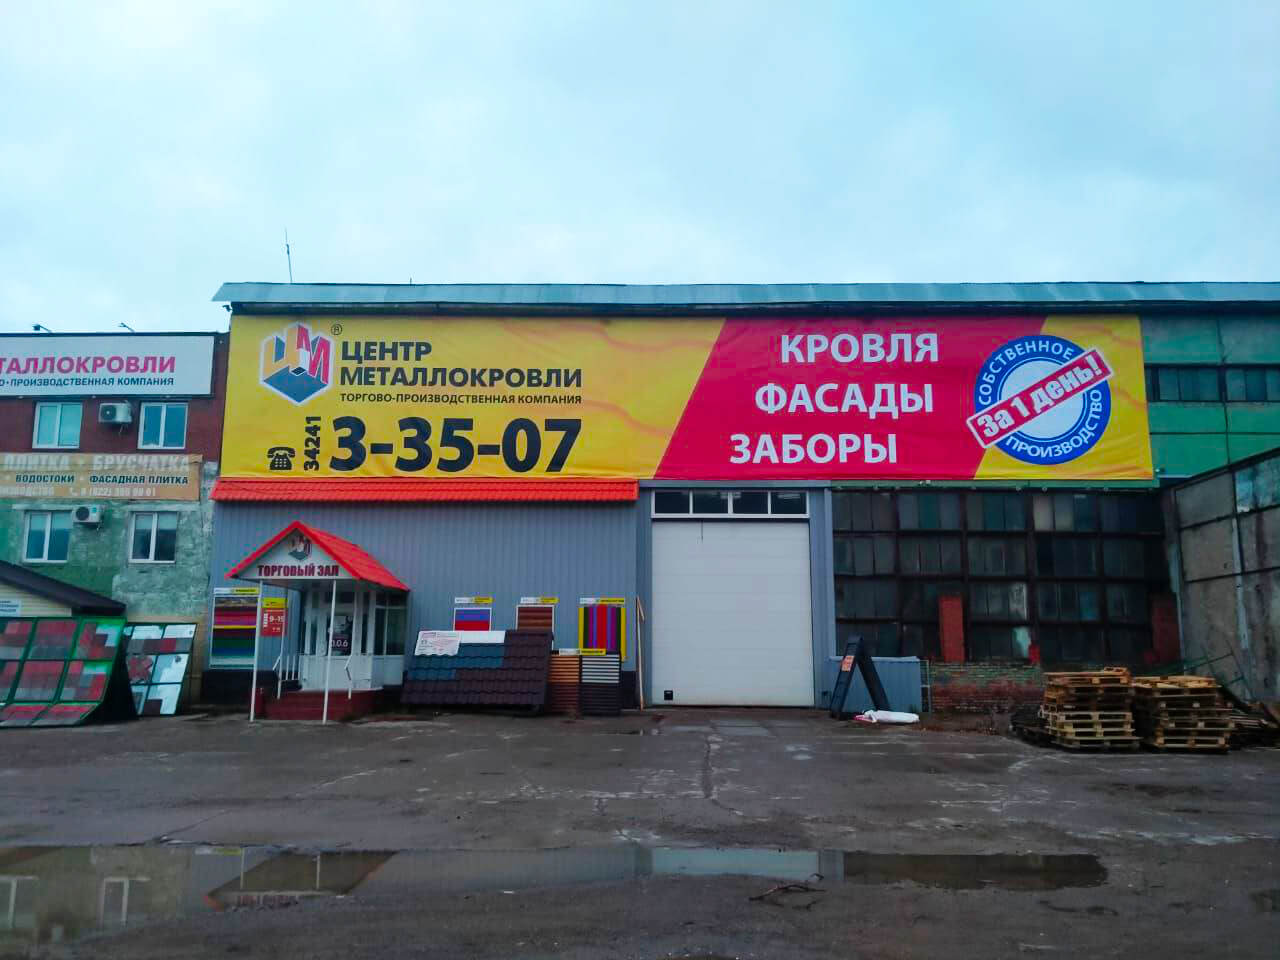 ТАЛЛОКРОВЛИ
О-ПРОИЗВОДСТВЕННАЯ КОМПАНИЯ
ПЛИТКА • БРУСЧАТКА
• ВОДОСТОКИ • ФАСАДНАЯ ПЛИТКА
ЦМ
®
ЦЕНТР
МЕТАЛЛОКРОВЛИ
ТОРГОВО-ПРОИЗВОДСТВЕННАЯ КОМПАНИЯ
34241
3-35-07
КРОВЛЯ
ФАСАДЫ
ЗАБОРЫ
СОБСТВЕННОЕ
За 1 день!
ПРОИЗВОДСТВО
ТОРГОВЫЙ ЗАЛ